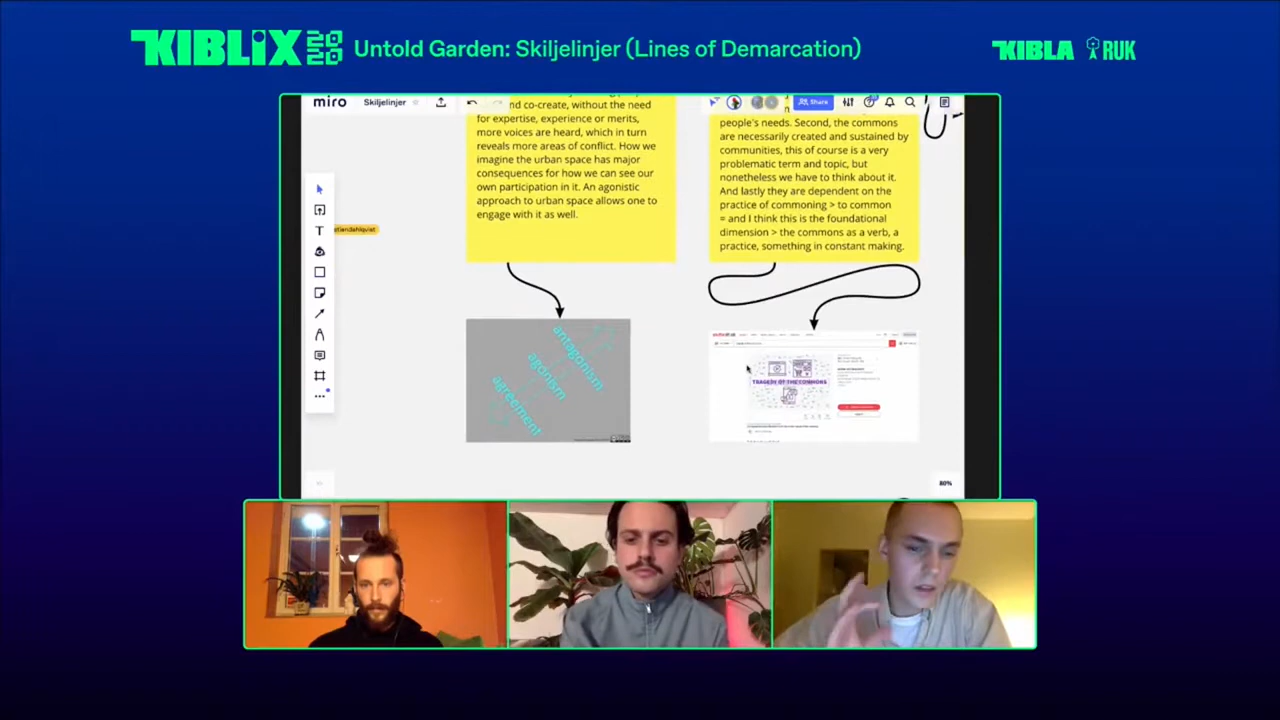 KIBLIX 2020
Untold Garden: Skiljelinjer (Lines of Demarcation)
KIBLA RUK
miro
Skiljelinjer
Share
nd co-create, without the need
for expertise, experience or merits,
more voices are heard, which in turn
reveals more areas of conflict. How we
imagine the urban space has major
consequences for how we can see our
own participation in it. An agonistic
approach to urban space allows one to
engage with it as well.
people's needs. Second, the commons
are necessarily created and sustained by
communities, this of course is a very
problematic term and topic, but
nonetheless we have to think about it.
And lastly they are dependent on the
practice of commoning > to common
= and I think this is the foundational
dimension > the commons as a verb, a
practice, something in constant making.
tiendahlqvist
antagonism
agonism
agreement
TRAGEDY OF THE COMMONS
80%